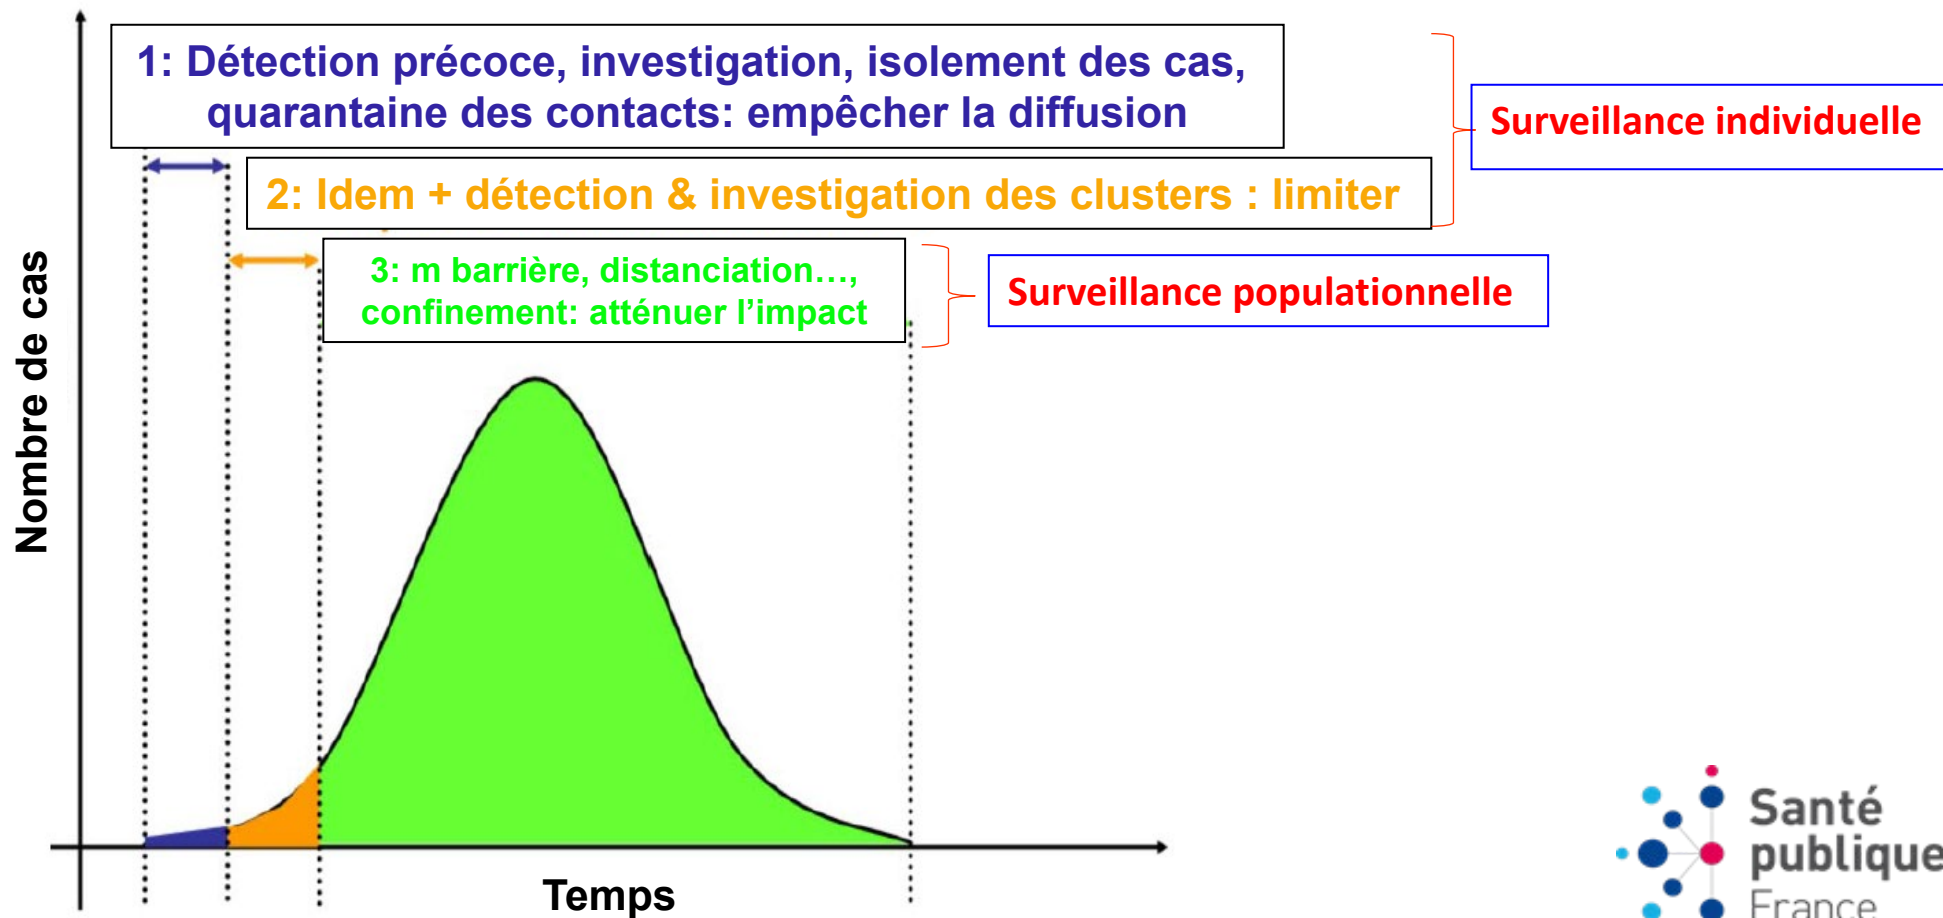 1: Détection précoce, investigation, isolement des cas,
quarantaine des contacts: empêcher la diffusion
Surveillance individuelle
2: Idem + détection & investigation des clusters : limiter
3: m barrière, distanciation…,
confinement: atténuer l’impact
Surveillance populationnelle
Nombre de cas
Temps
Santé
publique
France